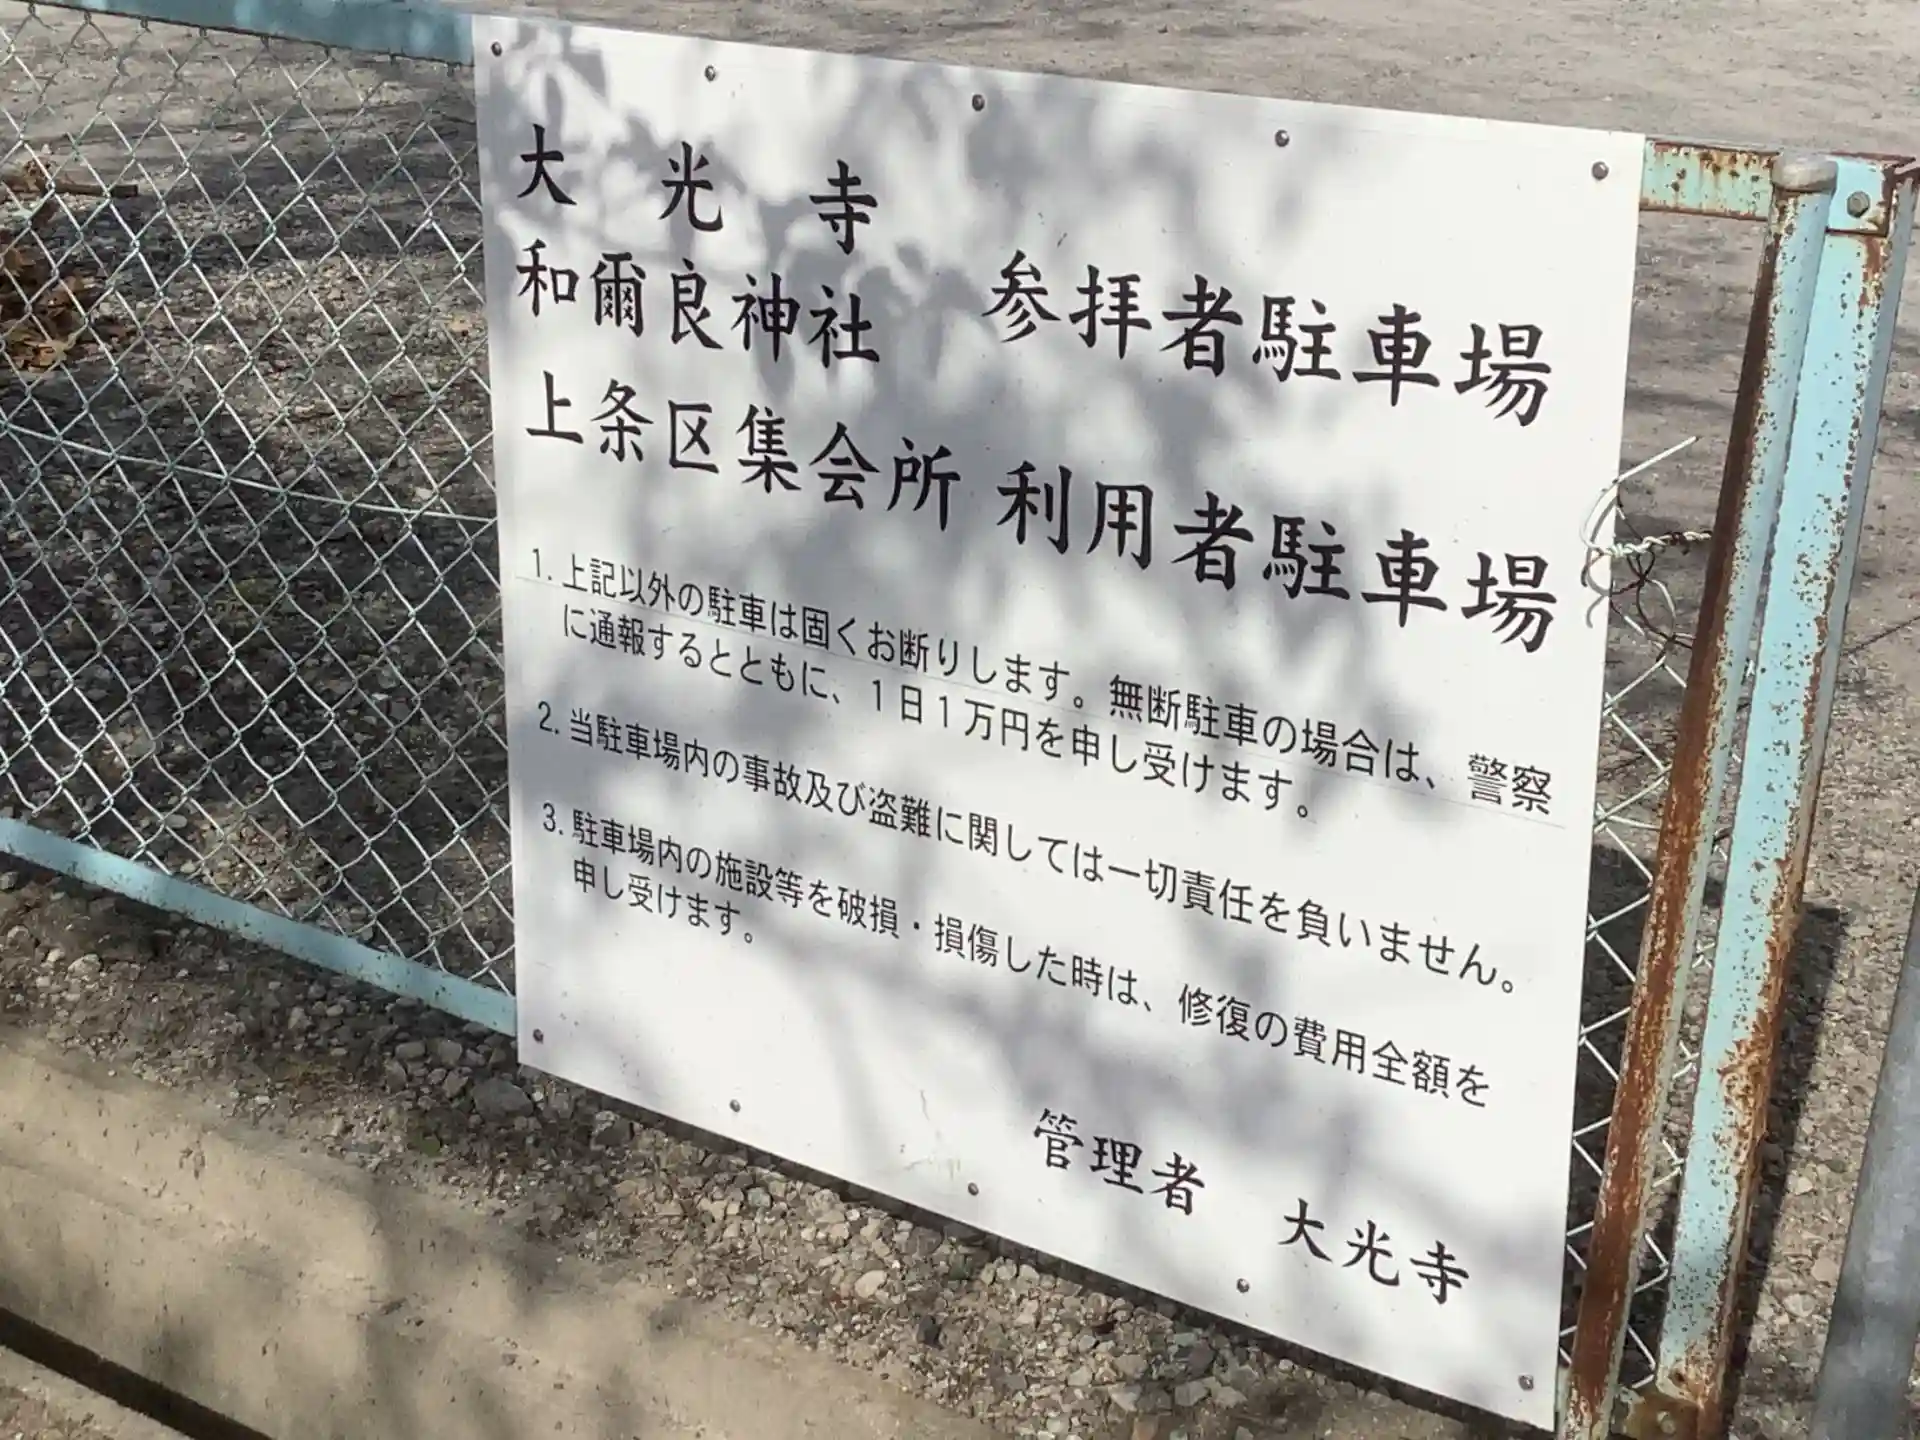 大光寺
和爾良神社 参拝者駐車場
上条区集会所 利用者駐車場
1. 上記以外の駐車は固くお断りします。無断駐車の場合は、警察
に通報するとともに、1日1万円を申し受けます。
2. 当駐車場内の事故及び盗難に関しては一切責任を負いません。
3. 駐車場内の施設等を破損・損傷した時は、修復の費用全額を
申し受けます。
管理者 大光寺